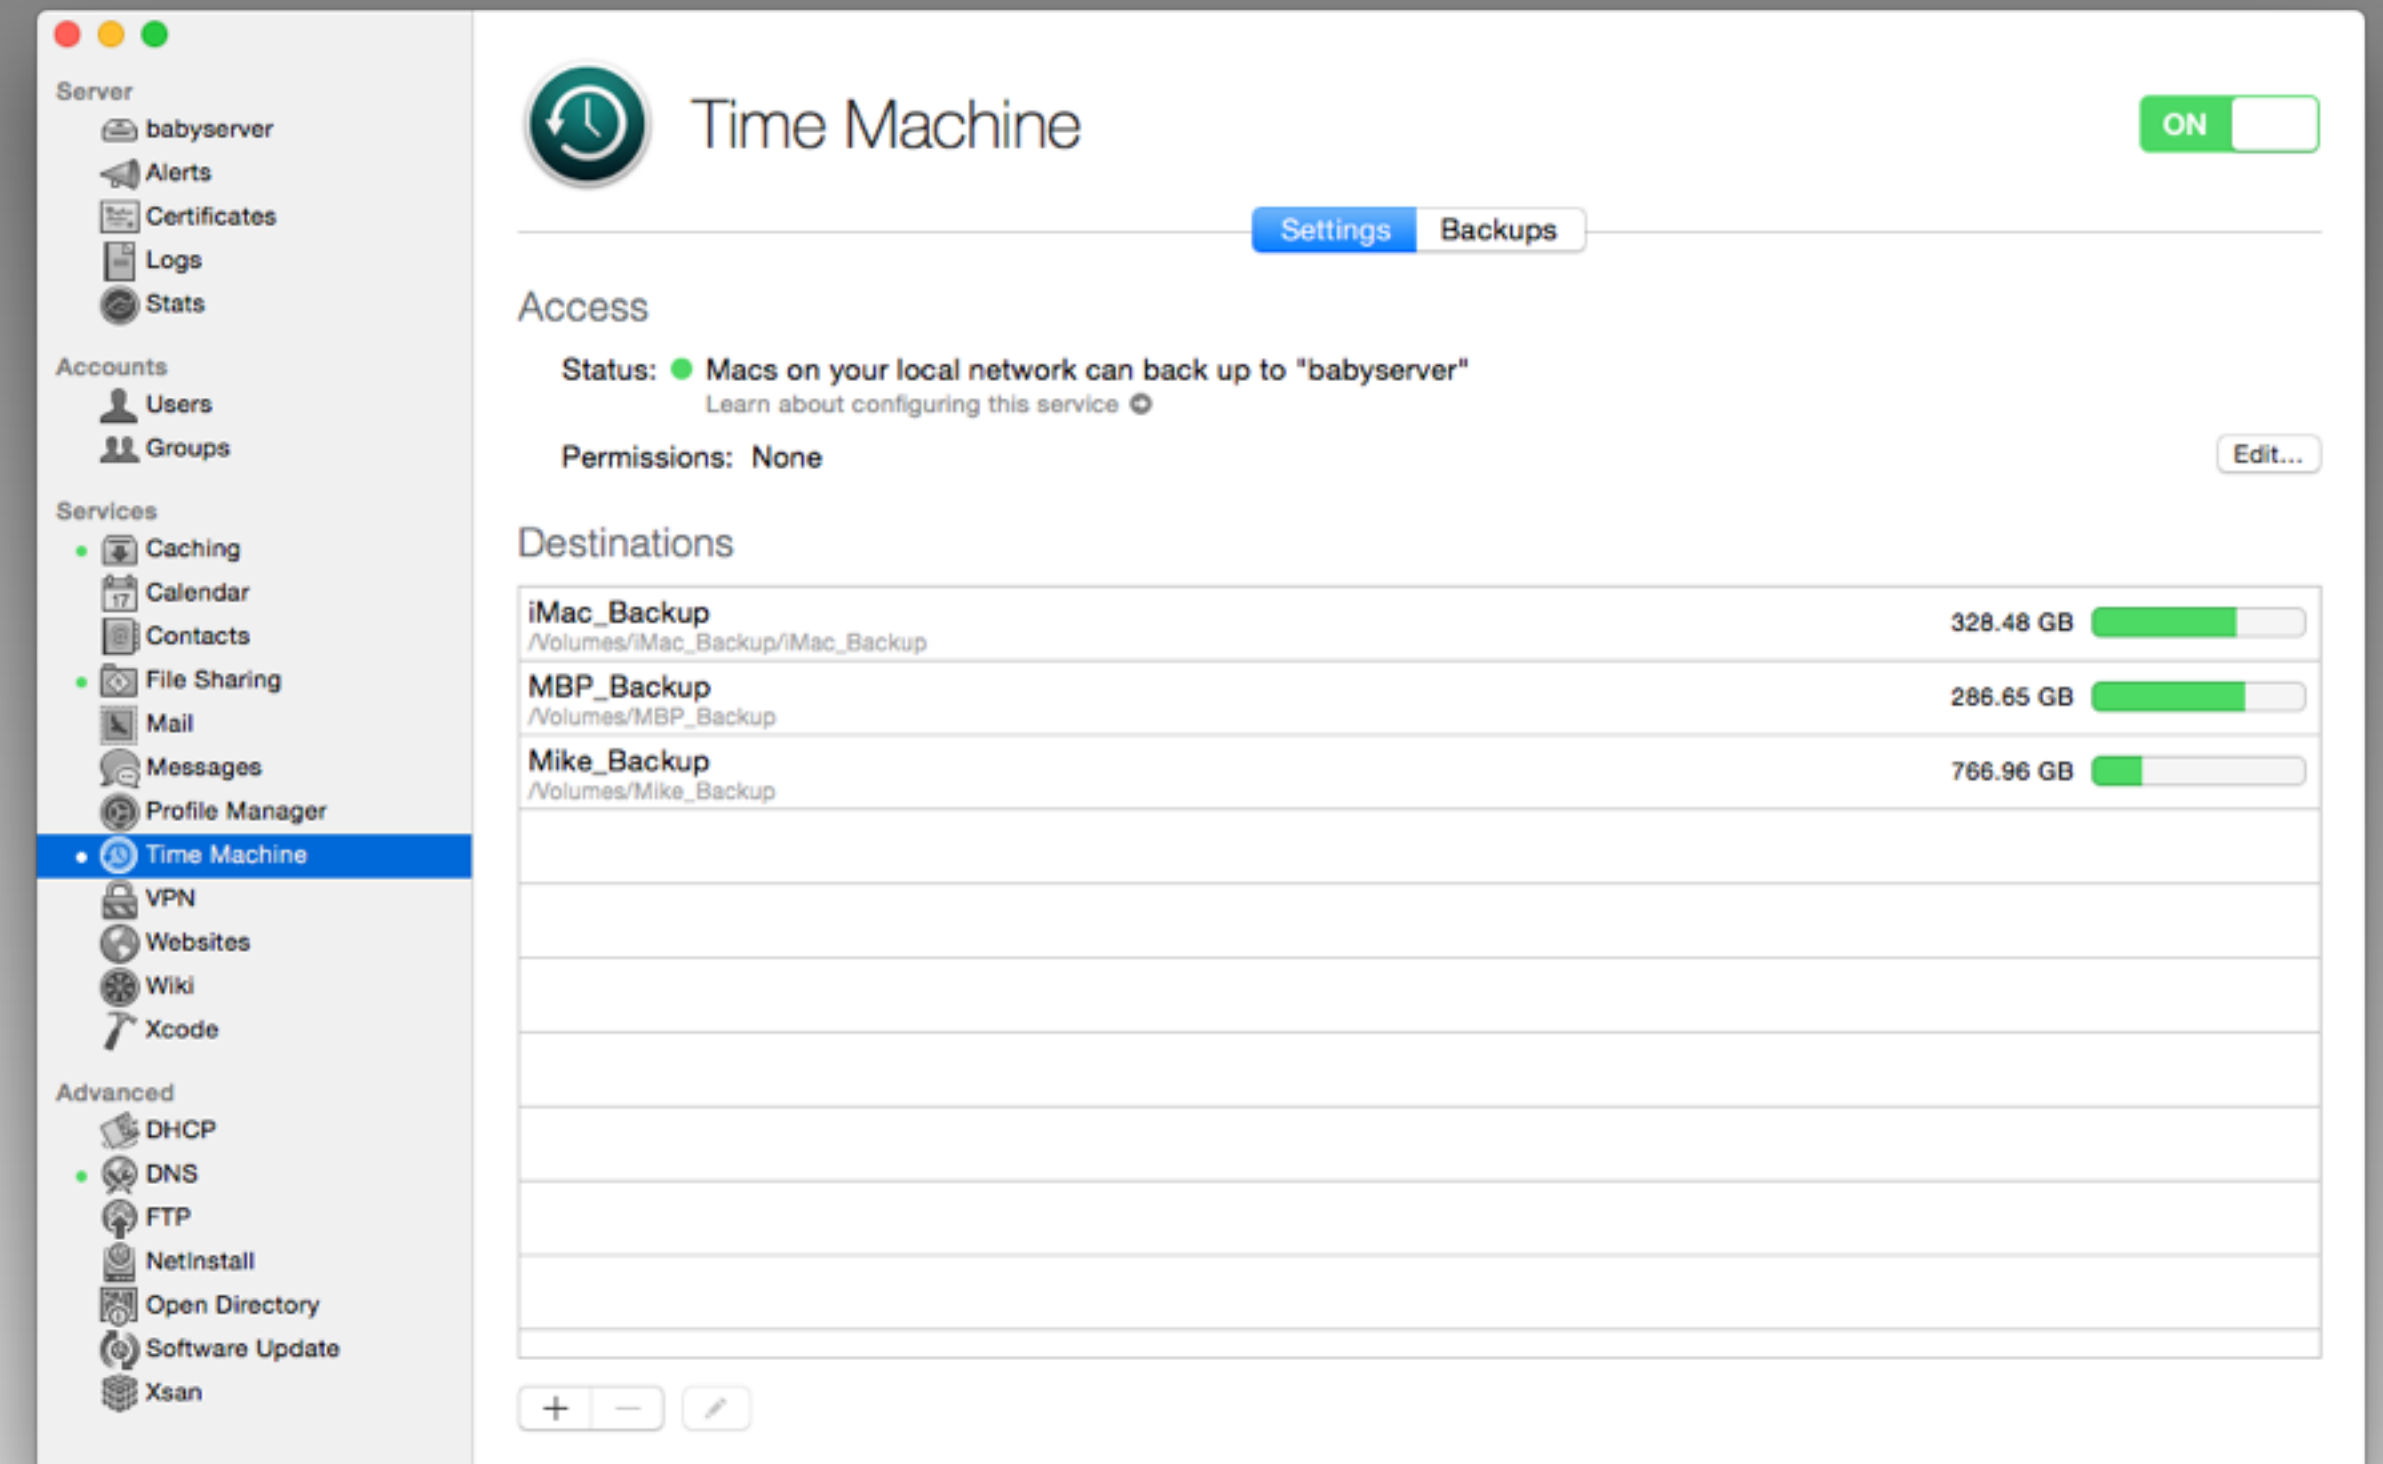 Server
babyserver
Alerts
Certificates
Logs
Stats
Accounts
Users
Groups
Services
Caching
Calendar
17
Contacts
File Sharing
Mail
Messages
Profile Manager
Time Machine
VPN
Websites
Wiki
Xcode
Advanced
DHCP
DNS
FTP
NetInstall
Open Directory
Software Update
Xsan
Time Machine
ON
Settings Backups
Access
Status: Macs on your local network can back up to "babyserver"
Learn about configuring this service
Permissions: None
Edit...
Destinations
iMac_Backup
/Volumes/iMac_Backup/iMac_Backup
328.48 GB
MBP_Backup
/Volumes/MBP_Backup
286.65 GB
Mike_Backup
/Volumes/Mike_Backup
766.96 GB